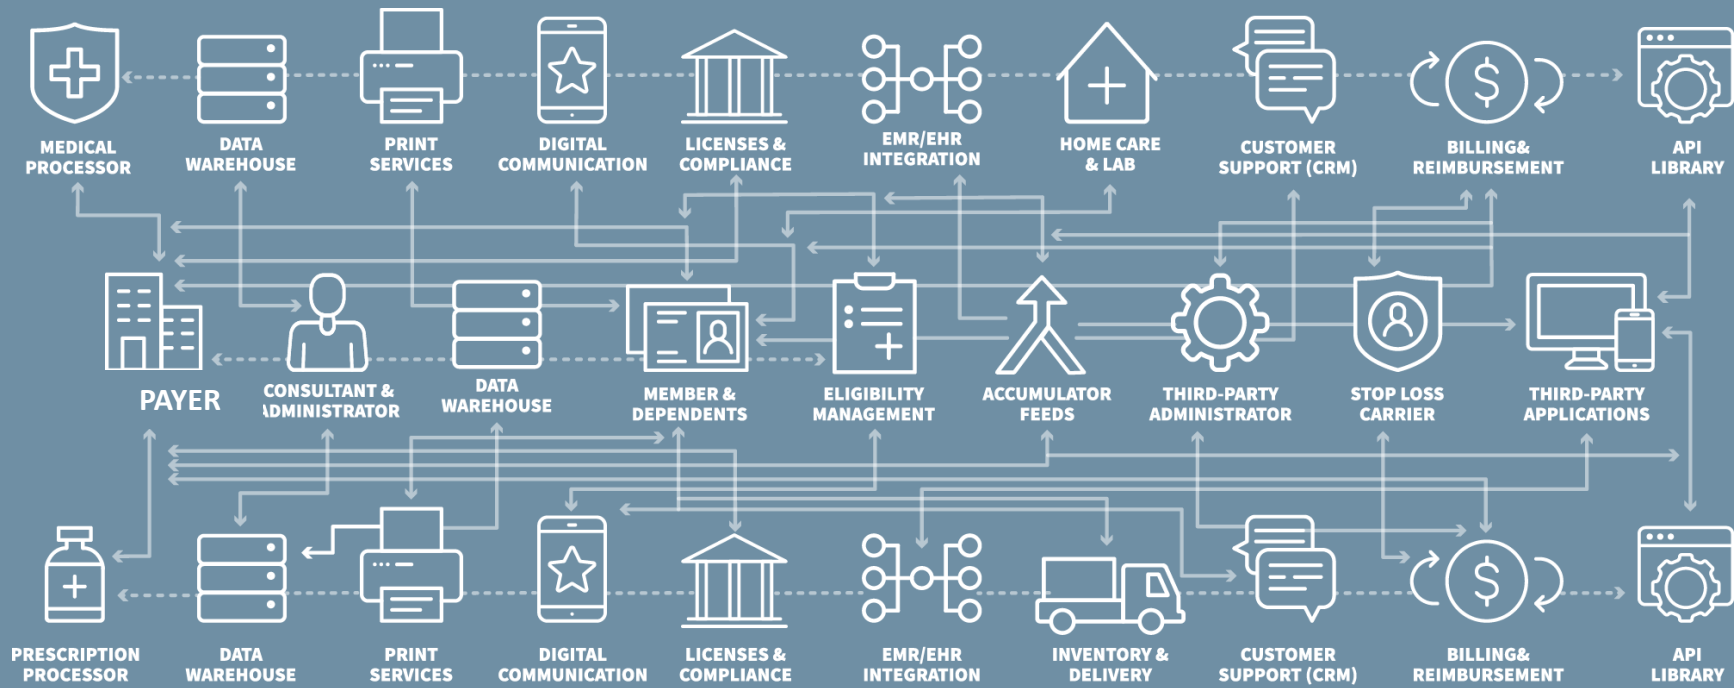 MEDICAL
PROCESSOR
DATA
WAREHOUSE
PRINT
SERVICES
DIGITAL
COMMUNICATION
LICENSES &
COMPLIANCE
EMR/EHR
INTEGRATION
HOME CARE
& LAB
CUSTOMER
SUPPORT (CRM)
BILLING&
REIMBURSEMENT
API
LIBRARY
PAYER
CONSULTANT &
ADMINISTRATOR
DATA
WAREHOUSE
MEMBER &
DEPENDENTS
ELIGIBILITY
MANAGEMENT
ACCUMULATOR
FEEDS
THIRD-PARTY
ADMINISTRATOR
STOP LOSS
CARRIER
THIRD-PARTY
APPLICATIONS
PRESCRIPTION
PROCESSOR
DATA
WAREHOUSE
PRINT
SERVICES
DIGITAL
COMMUNICATION
LICENSES &
COMPLIANCE
EMR/EHR
INTEGRATION
INVENTORY &
DELIVERY
CUSTOMER
SUPPORT (CRM)
BILLING&
REIMBURSEMENT
API
LIBRARY